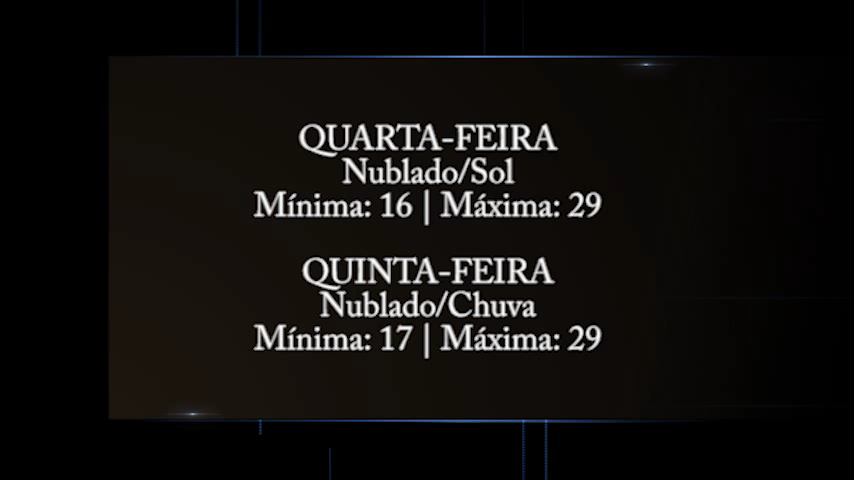 QUARTA-FEIRA
Nublado/Sol
Mínima: 16 | Máxima: 29
QUINTA-FEIRA
Nublado/Chuva
Mínima: 17 | Máxima: 29